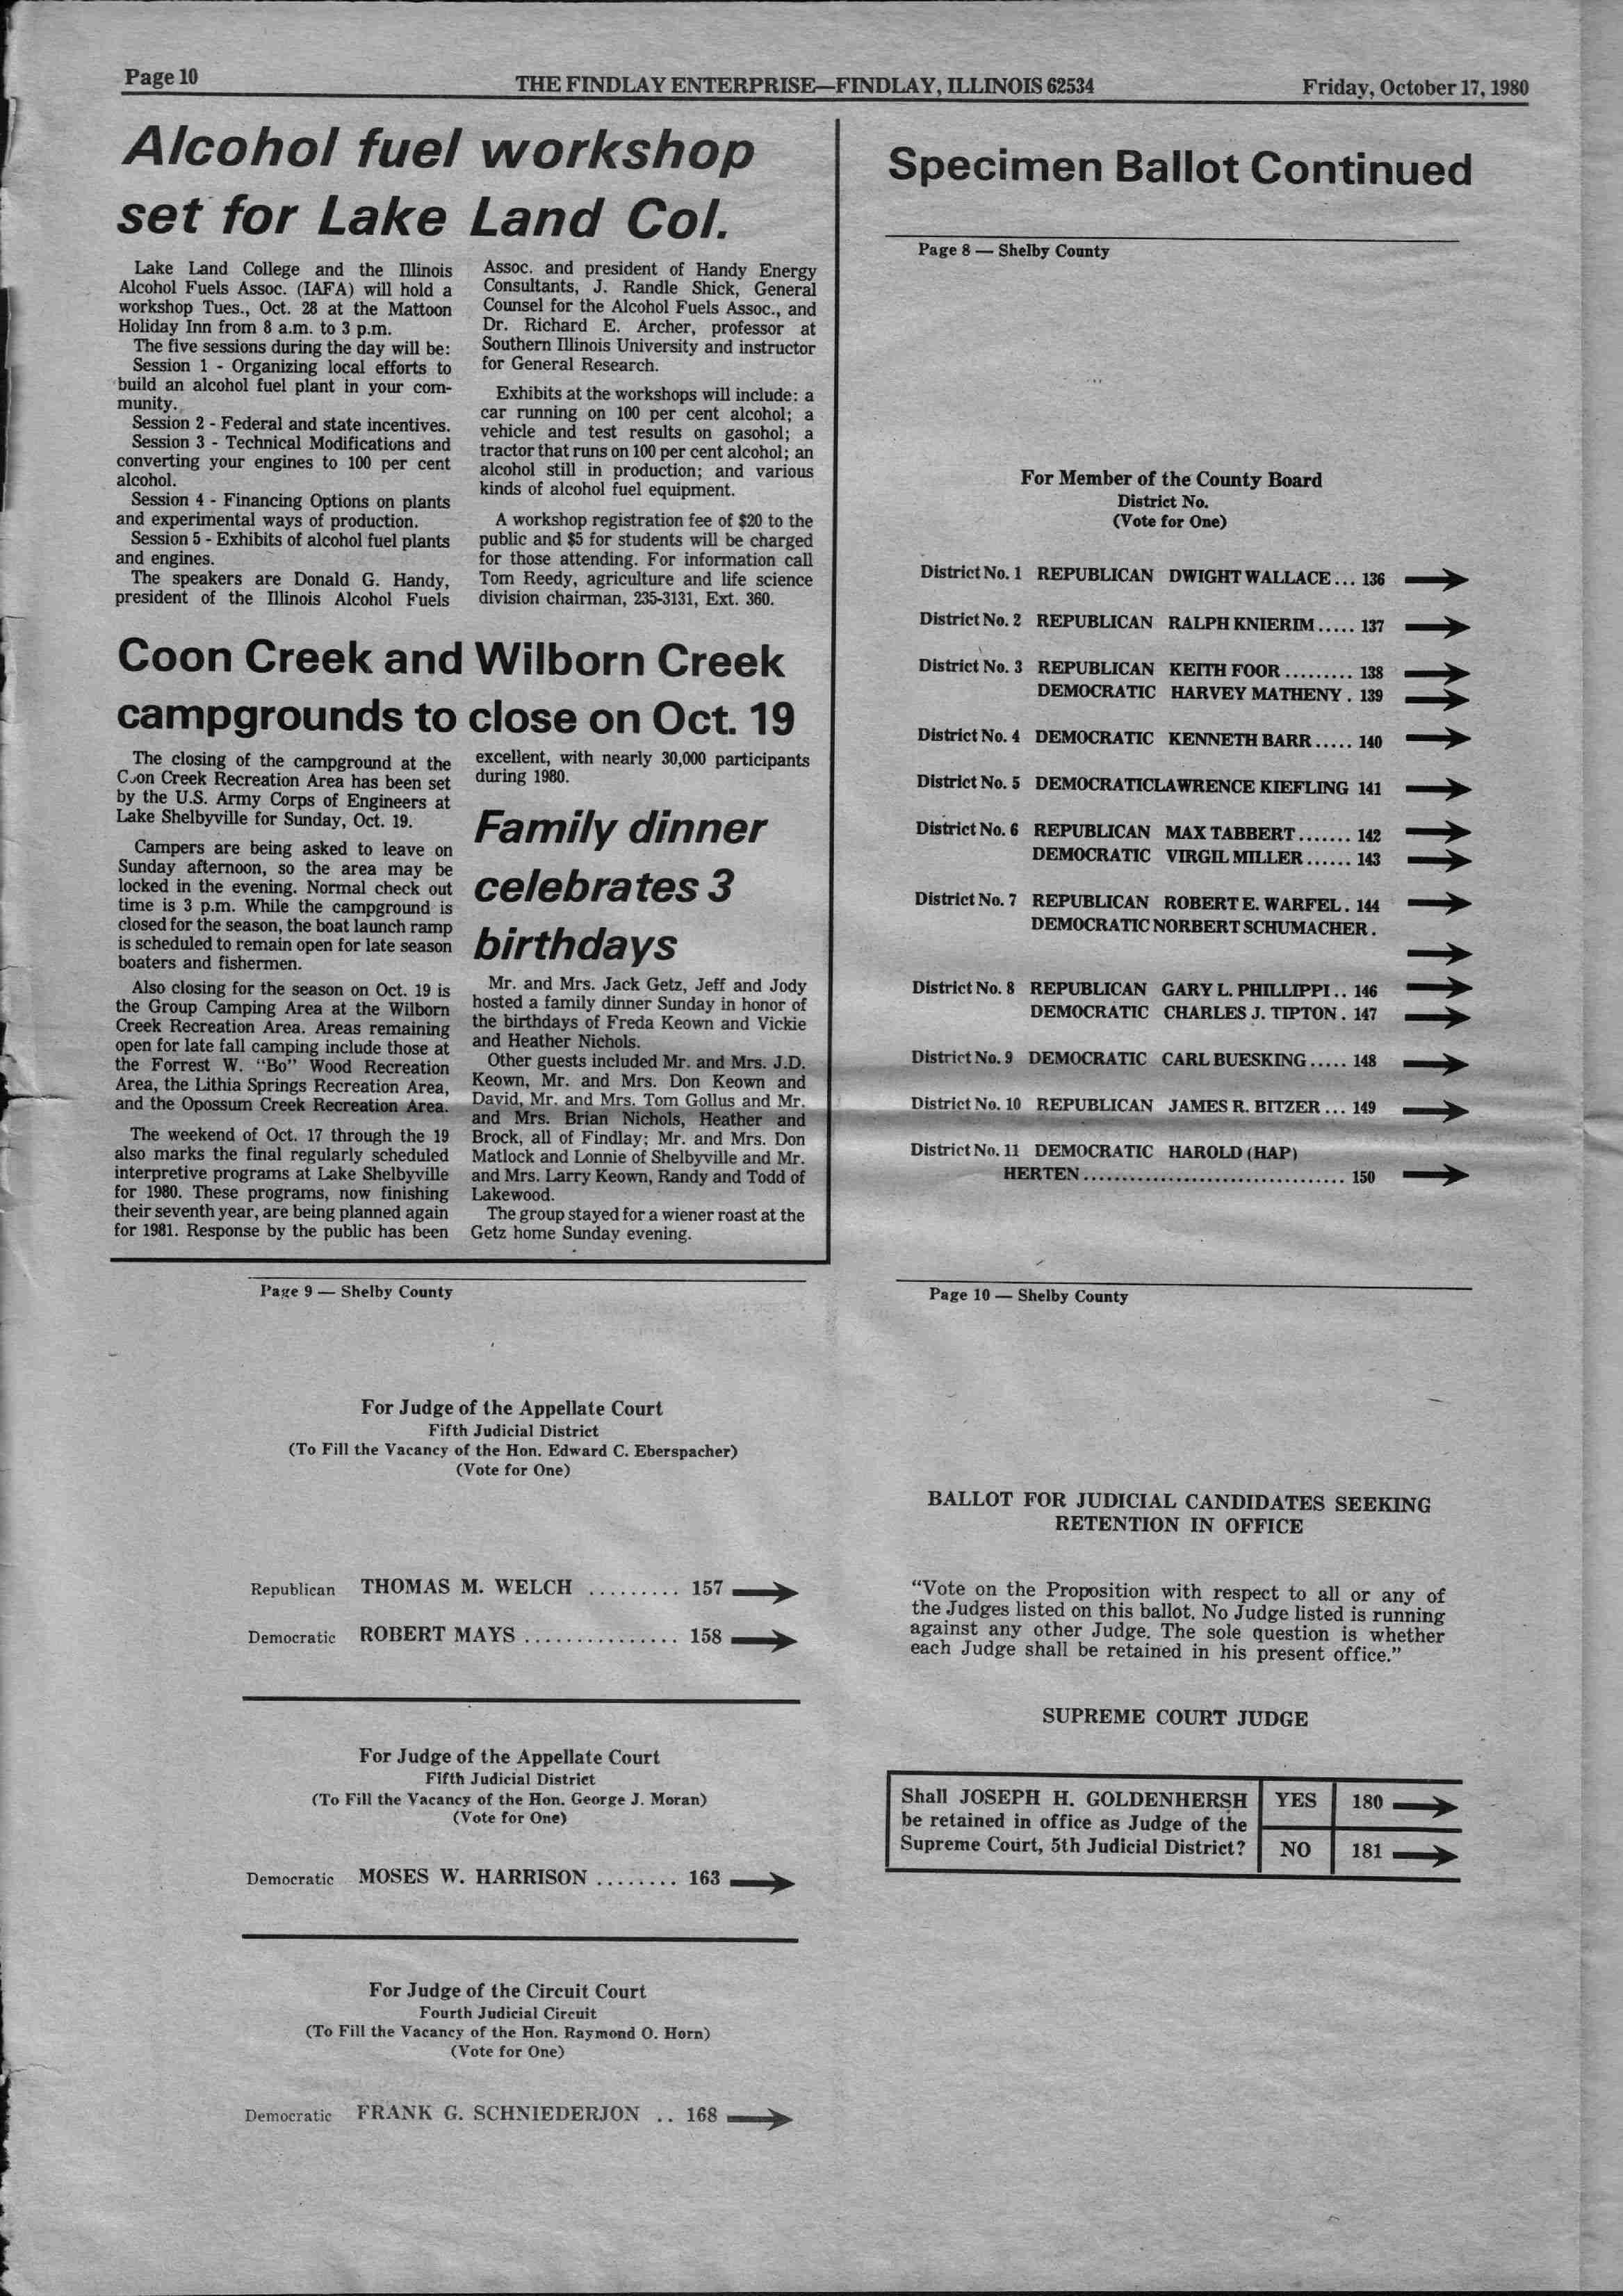 Page 10
THE FINDLAY ENTERPRISE—FINDLAY, ILLINOIS 62534
Friday, October 17, 1980
Alcohol fuel workshop
set for Lake Land Col.
Lake Land College and the Illinois
Alcohol Fuels Assoc. (IAFA) will hold a
workshop Tues., Oct. 28 at the Mattoon
Holiday Inn from 8 a.m. to 3 p.m.
The five sessions during the day will be:
Session 1 - Organizing local efforts to
build an alcohol fuel plant in your com-
munity.
Session 2 - Federal and state incentives.
Session 3 - Technical Modifications and
converting your engines to 100 per cent
alcohol.
Session 4 - Financing Options on plants
and experimental ways of production.
Session 5 - Exhibits of alcohol fuel plants
and engines.
The speakers are Donald G. Handy,
president of the Illinois Alcohol Fuels
Assoc. and president of Handy Energy
Consultants, J. Randle Shick, General
Counsel for the Alcohol Fuels Assoc., and
Dr. Richard E. Archer, professor at
Southern Illinois University and instructor
for General Research.
Exhibits at the workshops will include: a
car running on 100 per cent alcohol; a
vehicle and test results on gasohol; a
tractor that runs on 100 per cent alcohol; an
alcohol still in production; and various
kinds of alcohol fuel equipment.
A workshop registration fee of $20 to the
public and $5 for students will be charged
for those attending. For information call
Tom Reedy, agriculture and life science
division chairman, 235-3131, Ext. 360.
Coon Creek and Wilborn Creek
campgrounds to close on Oct. 19
The closing of the campground at the
Coon Creek Recreation Area has been set
by the U.S. Army Corps of Engineers at
Lake Shelbyville for Sunday, Oct. 19.
Campers are being asked to leave on
Sunday afternoon, so the area may be
locked in the evening. Normal check out
time is 3 p.m. While the campground is
closed for the season, the boat launch ramp
is scheduled to remain open for late season
boaters and fishermen.
Also closing for the season on Oct. 19 is
the Group Camping Area at the Wilborn
Creek Recreation Area. Areas remaining
open for late fall camping include those at
the Forrest W. "Bo" Wood Recreation
Area, the Lithia Springs Recreation Area,
and the Opossum Creek Recreation Area.
The weekend of Oct. 17 through the 19
also marks the final regularly scheduled
interpretive programs at Lake Shelbyville
for 1980. These programs, now finishing
their seventh year, are being planned again
for 1981. Response by the public has been
excellent, with nearly 30,000 participants
during 1980.
Family dinner
celebrates 3
birthdays
Mr. and Mrs. Jack Getz, Jeff and Jody
hosted a family dinner Sunday in honor of
the birthdays of Freda Keown and Vickie
and Heather Nichols.
Other guests included Mr. and Mrs. J.D.
Keown, Mr. and Mrs. Don Keown and
David, Mr. and Mrs. Tom Gollus and Mr.
and Mrs. Brian Nichols, Heather and
Brock, all of Findlay; Mr. and Mrs. Don
Matlock and Lonnie of Shelbyville and Mr.
and Mrs. Larry Keown, Randy and Todd of
Lakewood.
The group stayed for a wiener roast at the
Getz home Sunday evening.
Specimen Ballot Continued
Page 8 — Shelby County
For Member of the County Board
District No.
(Vote for One)
District No. 1 REPUBLICAN DWIGHT WALLACE... 136
District No. 2 REPUBLICAN RALPH KNIERIM..... 137
District No. 3 REPUBLICAN KEITH FOOR......... 138
DEMOCRATIC HARVEY MATHENY. 139
District No. 4 DEMOCRATIC KENNETH BARR..... 140
District No. 5 DEMOCRATICLAWRENCE KIEFLING 141
District No. 6 REPUBLICAN MAX TABBERT....... 142
DEMOCRATIC VIRGIL MILLER...... 143
District No. 7 REPUBLICAN ROBERT E. WARFEL. 144
DEMOCRATIC NORBERT SCHUMACHER.
District No. 8 REPUBLICAN GARY L. PHILLIPPI.. 146
DEMOCRATIC CHARLES J. TIPTON. 147
District No. 9 DEMOCRATIC CARL BUESKING..... 148
District No. 10 REPUBLICAN JAMES R. BITZER... 149
District No. 11 DEMOCRATIC HAROLD (HAP)
HERTEN.................................. 150
Page 9 — Shelby County
For Judge of the Appellate Court
Fifth Judicial District
(To Fill the Vacancy of the Hon. Edward C. Eberspacher)
(Vote for One)
Republican THOMAS M. WELCH ......... 157
Democratic ROBERT MAYS ............... 158
For Judge of the Appellate Court
Fifth Judicial District
(To Fill the Vacancy of the Hon. George J. Moran)
(Vote for One)
Democratic MOSES W. HARRISON ........ 163
For Judge of the Circuit Court
Fourth Judicial Circuit
(To Fill the Vacancy of the Hon. Raymond O. Horn)
(Vote for One)
Democratic FRANK G. SCHNIEDERJON .. 168
Page 10 — Shelby County
BALLOT FOR JUDICIAL CANDIDATES SEEKING
RETENTION IN OFFICE
"Vote on the Proposition with respect to all or any of
the Judges listed on this ballot. No Judge listed is running
against any other Judge. The sole question is whether
each Judge shall be retained in his present office."
SUPREME COURT JUDGE
Shall JOSEPH H. GOLDENHERSH
be retained in office as Judge of the
Supreme Court, 5th Judicial District?
YES 180
NO 181